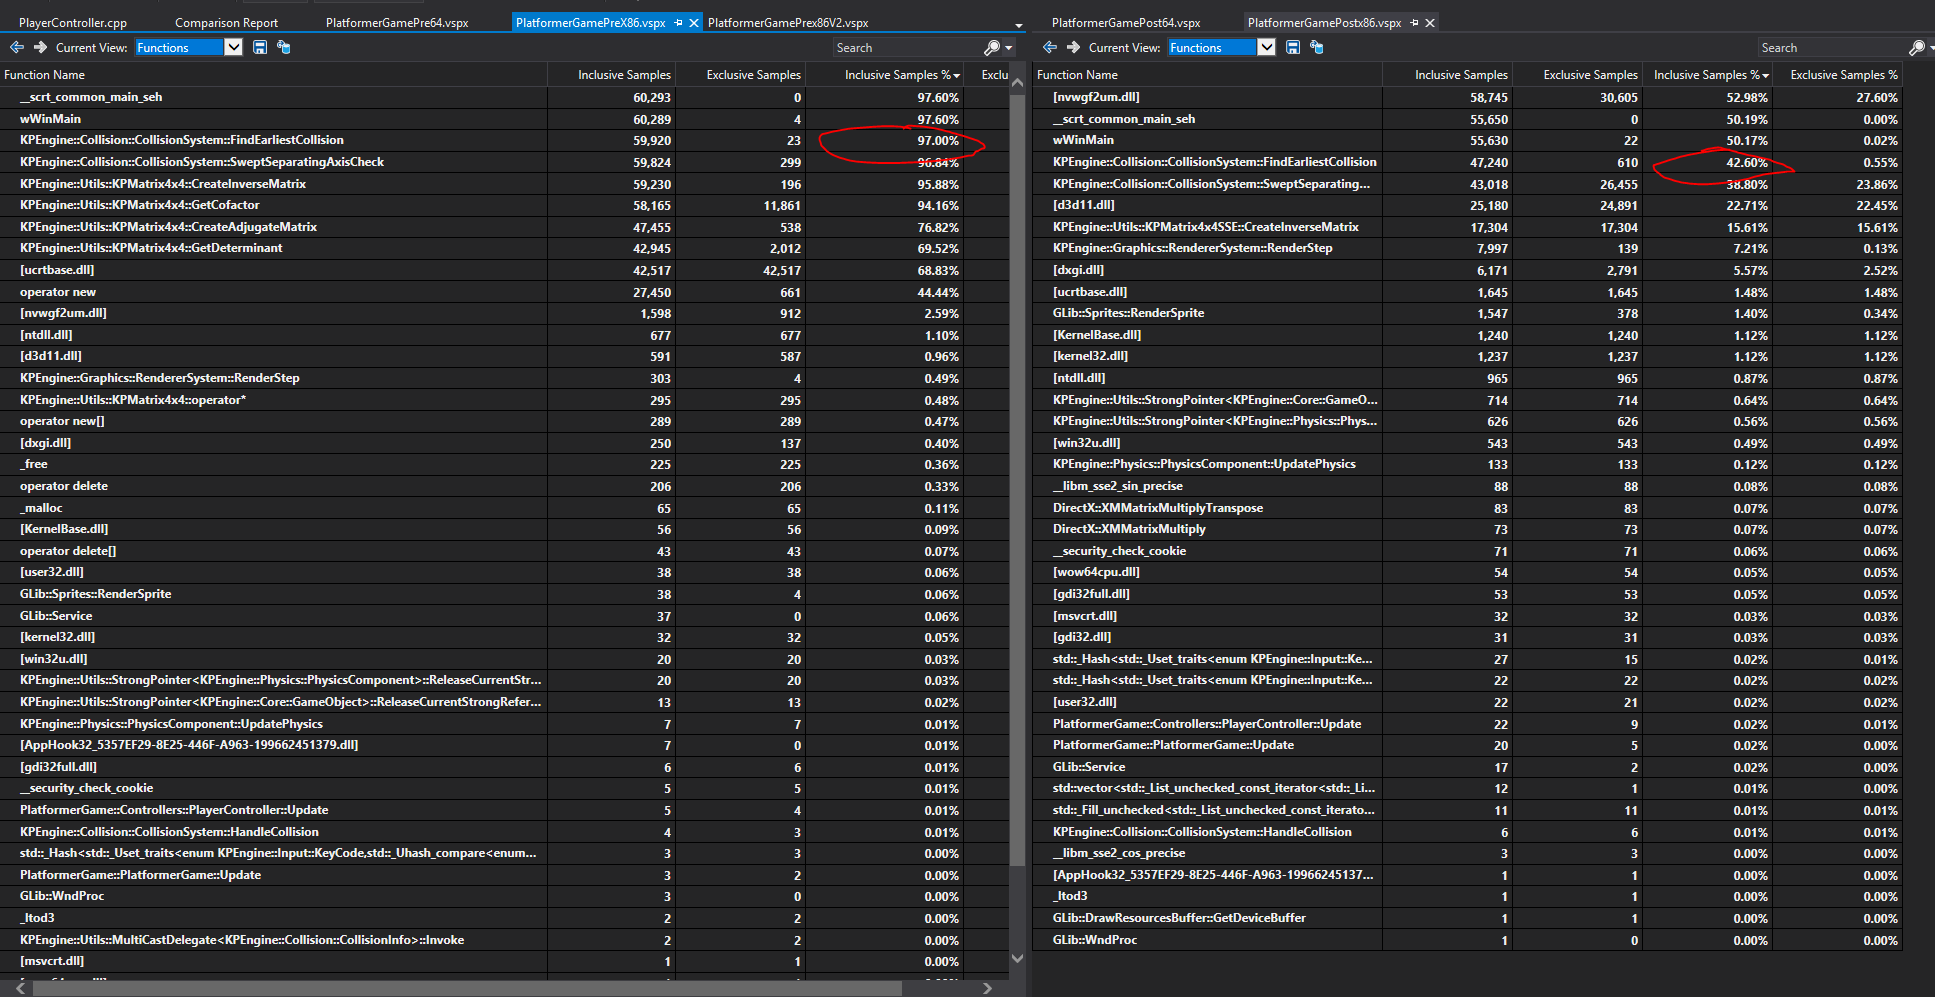 PlayerController.cpp Comparison Report PlatformerGamePre64.vspx PlatformerGamePreX86.vspx PlatformerGamePrex86V2.vspx
Current View: Functions Search
Function Name Inclusive Samples Exclusive Samples Inclusive Samples % Exclu
__scrt_common_main_seh 60,293 0 97.60%
wWinMain 60,289 4 97.60%
KPEngine::Collision::CollisionSystem::FindEarliestCollision 59,920 23 97.00%
KPEngine::Collision::CollisionSystem::SweptSeparatingAxisCheck 59,824 299 96.84%
KPEngine::Utils::KPMatrix4x4::CreateInverseMatrix 59,230 196 95.88%
KPEngine::Utils::KPMatrix4x4::GetCofactor 58,165 11,861 94.16%
KPEngine::Utils::KPMatrix4x4::CreateAdjugateMatrix 47,455 538 76.82%
KPEngine::Utils::KPMatrix4x4::GetDeterminant 42,945 2,012 69.52%
[ucrtbase.dll] 42,517 42,517 68.83%
operator new 27,450 661 44.44%
[nvwgf2um.dll] 1,598 912 2.59%
[ntdll.dll] 677 677 1.10%
[d3d11.dll] 591 587 0.96%
KPEngine::Graphics::RendererSystem::RenderStep 303 4 0.49%
KPEngine::Utils::KPMatrix4x4::operator* 295 295 0.48%
operator new[] 289 289 0.47%
[dxgi.dll] 250 137 0.40%
_free 225 225 0.36%
operator delete 206 206 0.33%
_malloc 65 65 0.11%
[KernelBase.dll] 56 56 0.09%
operator delete[] 43 43 0.07%
[user32.dll] 38 38 0.06%
GLib::Sprites::RenderSprite 38 4 0.06%
GLib::Service 37 0 0.06%
[kernel32.dll] 32 32 0.05%
[win32u.dll] 20 20 0.03%
KPEngine::Utils::StrongPointer<KPEngine::Physics::PhysicsComponent>::ReleaseCurrentStr... 20 20 0.03%
KPEngine::Utils::StrongPointer<KPEngine::Core::GameObject>::ReleaseCurrentStrongRefer... 13 13 0.02%
KPEngine::Physics::PhysicsComponent::UpdatePhysics 7 7 0.01%
[AppHook32_5357EF29-8E25-446F-A963-199662451379.dll] 7 0 0.01%
[gdi32full.dll] 6 6 0.01%
__security_check_cookie 5 5 0.01%
PlatformerGame::Controllers::PlayerController::Update 5 4 0.01%
KPEngine::Collision::CollisionSystem::HandleCollision 4 3 0.01%
std::_Hash<std::_Uset_traits<enum KPEngine::Input::KeyCode,std::_Uhash_compare<enum... 3 3 0.00%
PlatformerGame::PlatformerGame::Update 3 2 0.00%
GLib::WndProc 3 0 0.00%
_ltod3 2 2 0.00%
KPEngine::Utils::MultiCastDelegate<KPEngine::Collision::CollisionInfo>::Invoke 2 2 0.00%
[msvcrt.dll] 1 1 0.00%
PlatformerGamePost64.vspx PlatformerGamePostx86.vspx
Current View: Functions Search
Function Name Inclusive Samples Exclusive Samples Inclusive Samples % Exclusive Samples %
[nvwgf2um.dll] 58,745 30,605 52.98% 27.60%
__scrt_common_main_seh 55,650 0 50.19% 0.00%
wWinMain 55,630 22 50.17% 0.02%
KPEngine::Collision::CollisionSystem::FindEarliestCollision 47,240 610 42.60% 0.55%
KPEngine::Collision::CollisionSystem::SweptSeparating... 43,018 26,455 38.80% 23.86%
[d3d11.dll] 25,180 24,891 22.71% 22.45%
KPEngine::Utils::KPMatrix4x4SSE::CreateInverseMatrix 17,304 17,304 15.61% 15.61%
KPEngine::Graphics::RendererSystem::RenderStep 7,997 139 7.21% 0.13%
[dxgi.dll] 6,171 2,791 5.57% 2.52%
[ucrtbase.dll] 1,645 1,645 1.48% 1.48%
GLib::Sprites::RenderSprite 1,547 378 1.40% 0.34%
[KernelBase.dll] 1,240 1,240 1.12% 1.12%
[kernel32.dll] 1,237 1,237 1.12% 1.12%
[ntdll.dll] 965 965 0.87% 0.87%
KPEngine::Utils::StrongPointer<KPEngine::Core::GameO... 714 714 0.64% 0.64%
KPEngine::Utils::StrongPointer<KPEngine::Physics::Phys... 626 626 0.56% 0.56%
[win32u.dll] 543 543 0.49% 0.49%
KPEngine::Physics::PhysicsComponent::UpdatePhysics 133 133 0.12% 0.12%
__libm_sse2_sin_precise 88 88 0.08% 0.08%
DirectX::XMMatrixMultiplyTranspose 83 83 0.07% 0.07%
DirectX::XMMatrixMultiply 73 73 0.07% 0.07%
__security_check_cookie 71 71 0.06% 0.06%
[wow64cpu.dll] 54 54 0.05% 0.05%
[gdi32full.dll] 53 53 0.05% 0.05%
[msvcrt.dll] 32 32 0.03% 0.03%
[gdi32.dll] 31 31 0.03% 0.03%
std::_Hash<std::_Uset_traits<enum KPEngine::Input::Ke... 27 15 0.02% 0.01%
std::_Hash<std::_Uset_traits<enum KPEngine::Input::Ke... 22 22 0.02% 0.02%
[user32.dll] 22 21 0.02% 0.02%
PlatformerGame::Controllers::PlayerController::Update 22 9 0.02% 0.01%
PlatformerGame::PlatformerGame::Update 20 5 0.02% 0.00%
GLib::Service 17 2 0.02% 0.00%
std::vector<std::_List_unchecked_const_iterator<std::_Li... 12 1 0.01% 0.00%
std::_Fill_unchecked<std::_List_unchecked_const_iterato... 11 11 0.01% 0.01%
KPEngine::Collision::CollisionSystem::HandleCollision 6 6 0.01% 0.01%
__libm_sse2_cos_precise 3 3 0.00% 0.00%
[AppHook32_5357EF29-8E25-446F-A963-19966245137... 1 1 0.00% 0.00%
_ltod3 1 1 0.00% 0.00%
GLib::DrawResourcesBuffer::GetDeviceBuffer 1 1 0.00% 0.00%
GLib::WndProc 1 0 0.00% 0.00%